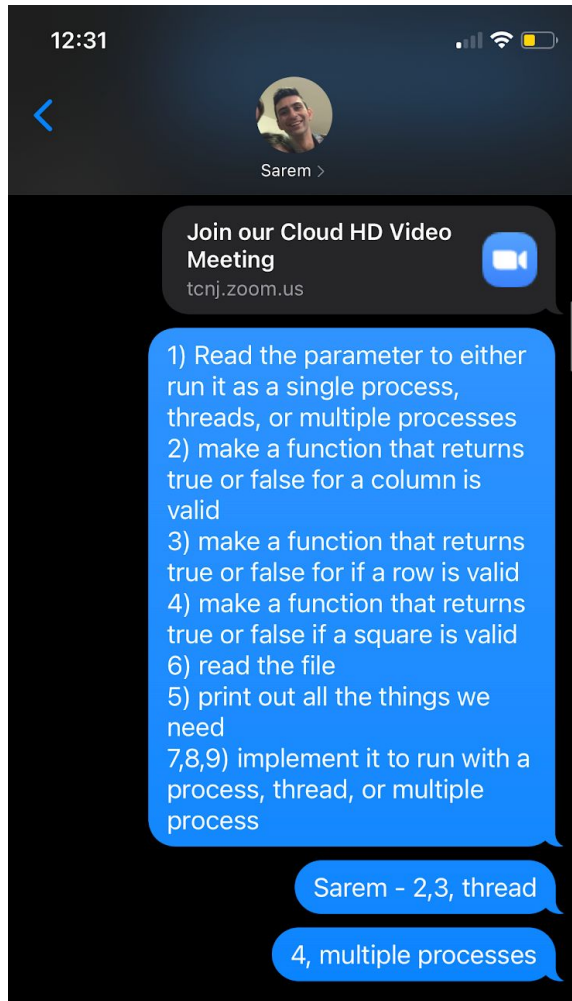 12:31
Sarem >
Join our Cloud HD Video
Meeting
tcnj.zoom.us
1) Read the parameter to either
run it as a single process,
threads, or multiple processes
2) make a function that returns
true or false for a column is
valid
3) make a function that returns
true or false for if a row is valid
4) make a function that returns
true or false if a square is valid
6) read the file
5) print out all the things we
need
7,8,9) implement it to run with a
process, thread, or multiple
process
Sarem - 2,3, thread
4, multiple processes